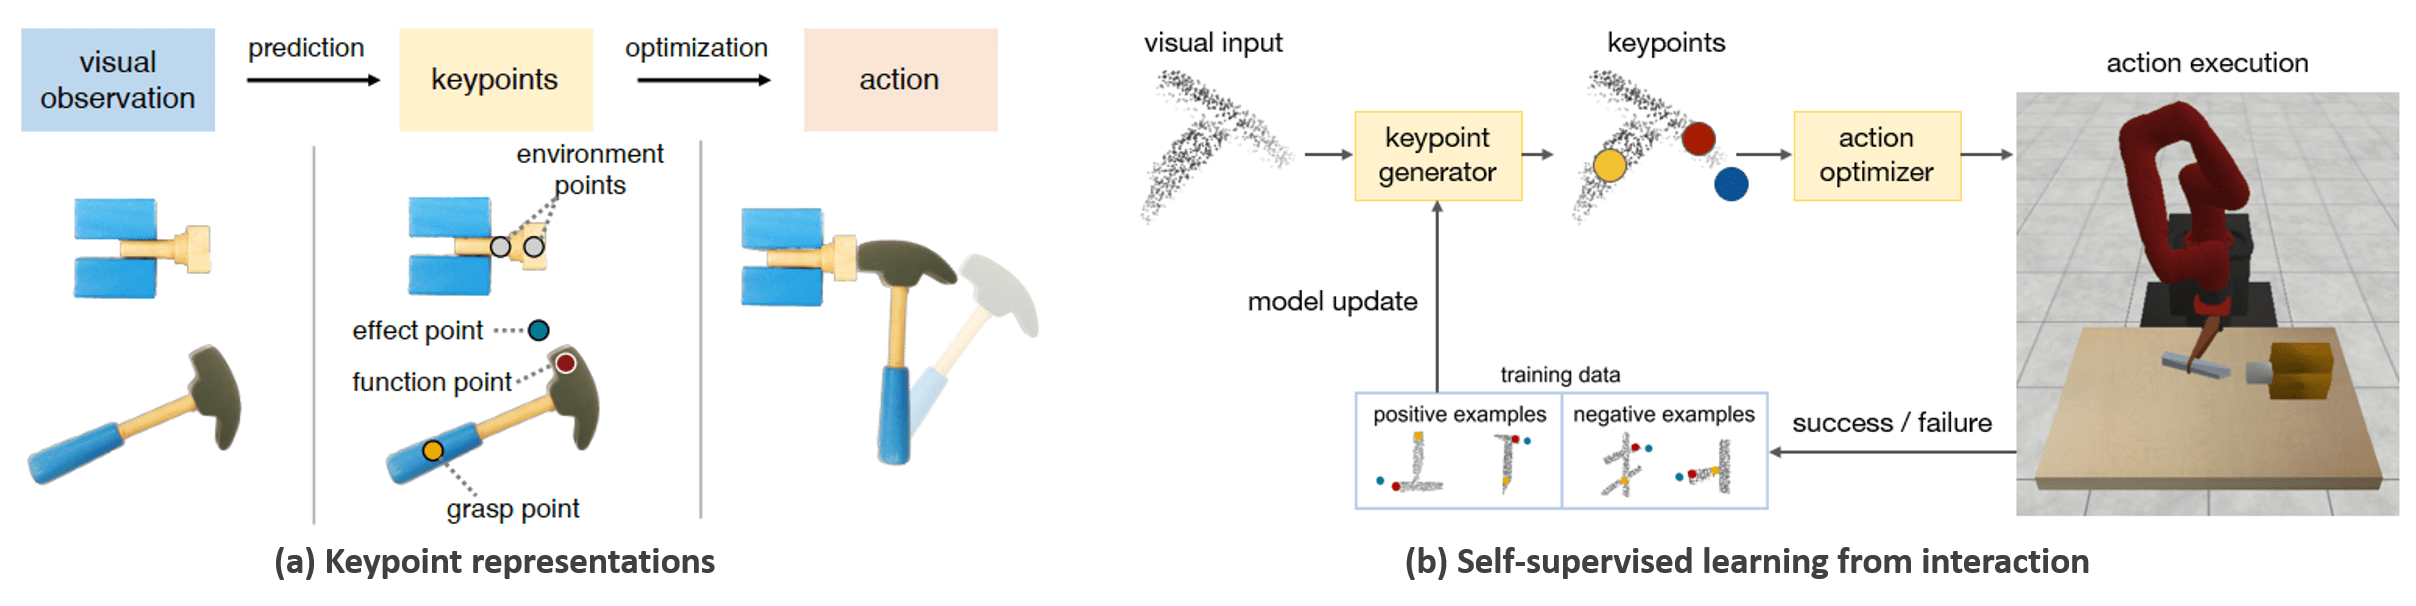 visual
observation
prediction
keypoints
optimization
action
environment
points
effect point
function point
grasp point
(a) Keypoint representations
visual input
keypoint
generator
keypoints
action
optimizer
action execution
model update
training data
positive examples
negative examples
success / failure
(b) Self-supervised learning from interaction